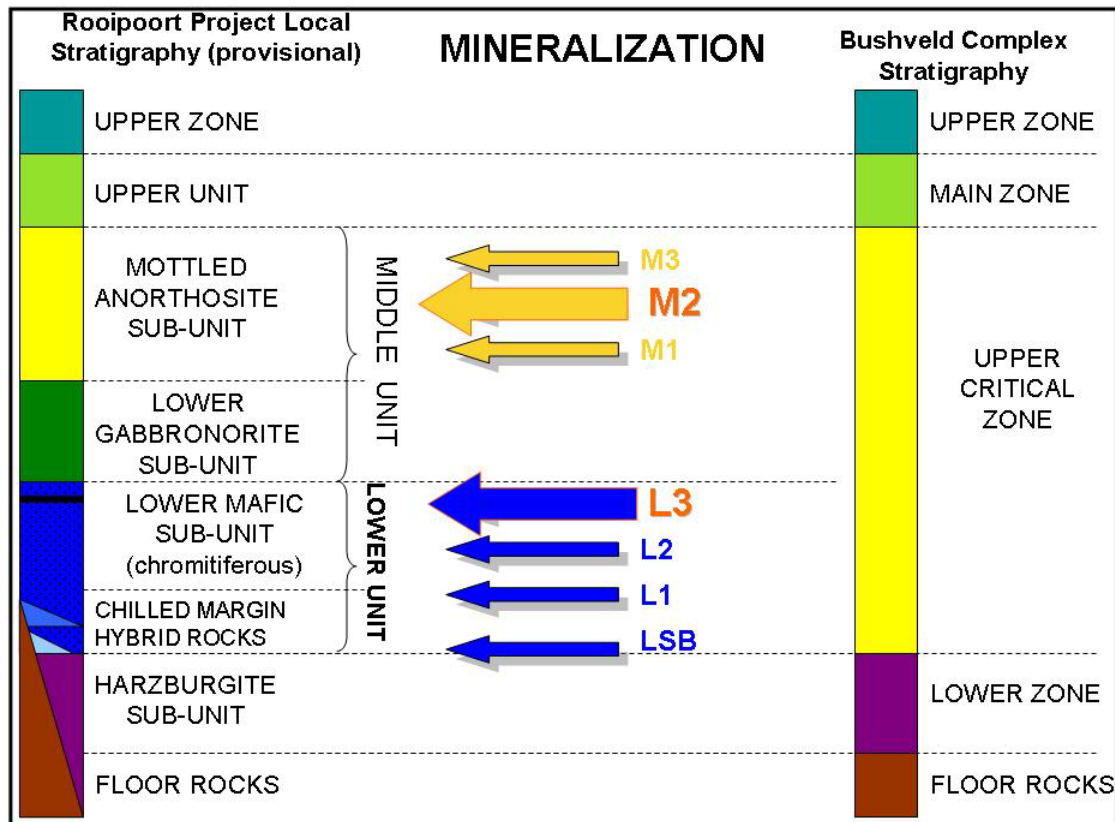 Rooipoort Project Local
Stratigraphy (provisional)
MINERALIZATION
Bushveld Complex
Stratigraphy
UPPER ZONE
UPPER UNIT
MOTTLED
ANORTHOSITE
SUB-UNIT
LOWER
GABBRONORITE
SUB-UNIT
LOWER MAFIC
SUB-UNIT
(chromitiferous)
CHILLED MARGIN
HYBRID ROCKS
HARZBURGITE
SUB-UNIT
FLOOR ROCKS
MIDDLE UNIT
LOWER UNIT
M3
M2
M1
L3
L2
L1
LSB
UPPER ZONE
MAIN ZONE
UPPER
CRITICAL
ZONE
LOWER ZONE
FLOOR ROCKS